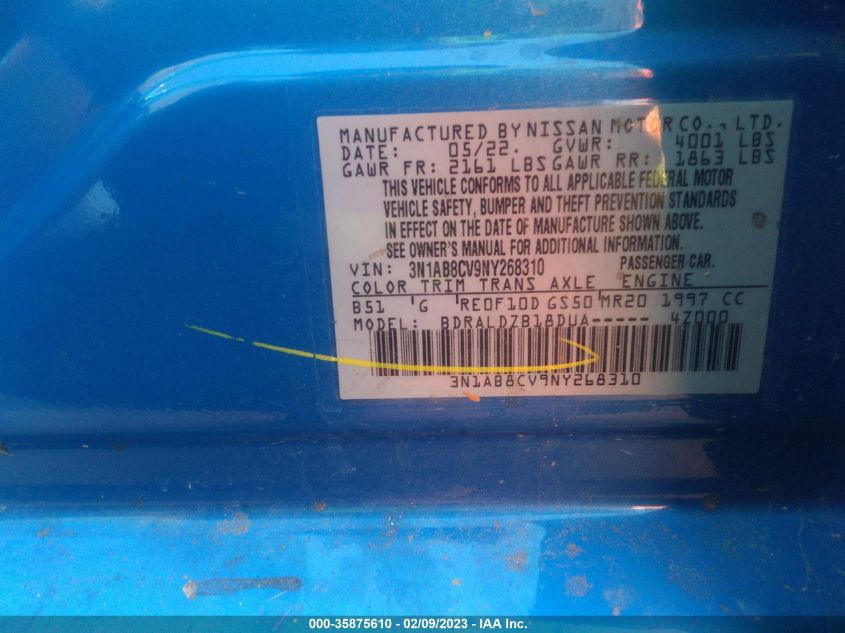 MANUFACTURED BY NISSAN MOTOR CO., LTD.
DATE: 05/22. GVWR: 4001 LBS
GAWR FR: 2161 LBS GAWR RR: 1863 LBS
THIS VEHICLE CONFORMS TO ALL APPLICABLE FEDERAL MOTOR
VEHICLE SAFETY, BUMPER AND THEFT PREVENTION STANDARDS
IN EFFECT ON THE DATE OF MANUFACTURE SHOWN ABOVE.
SEE OWNER'S MANUAL FOR ADDITIONAL INFORMATION.
VIN: 3N1AB8CV9NY268310 PASSENGER CAR.
COLOR TRIM TRANS AXLE ENGINE
B51 G RE0F10D GS50 MR20 1997 CC
MODEL: BDRALDZB18DUA----- 4Z000
3N1AB8CV9NY268310
000-35875610 - 02/09/2023 - IAA Inc.